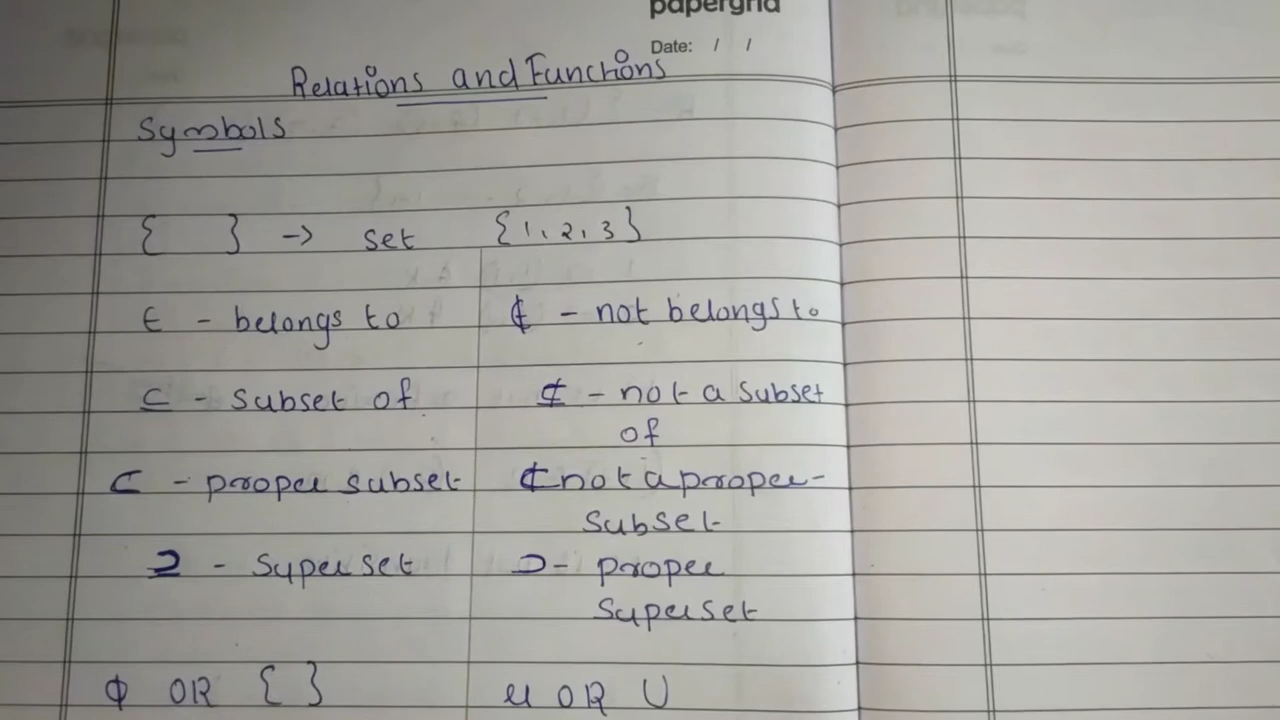 papergrid
Date: / /
Relations and Functions
Symbols
{ } → set {1, 2, 3}
∈ - belongs to ∉ - not belongs to
⊆ - subset of ⊈ - not a subset
of
⊂ - proper subset ⊄ not a proper-
subset
⊇ - superset ⊃ - proper
superset
ϕ OR { } μ OR U